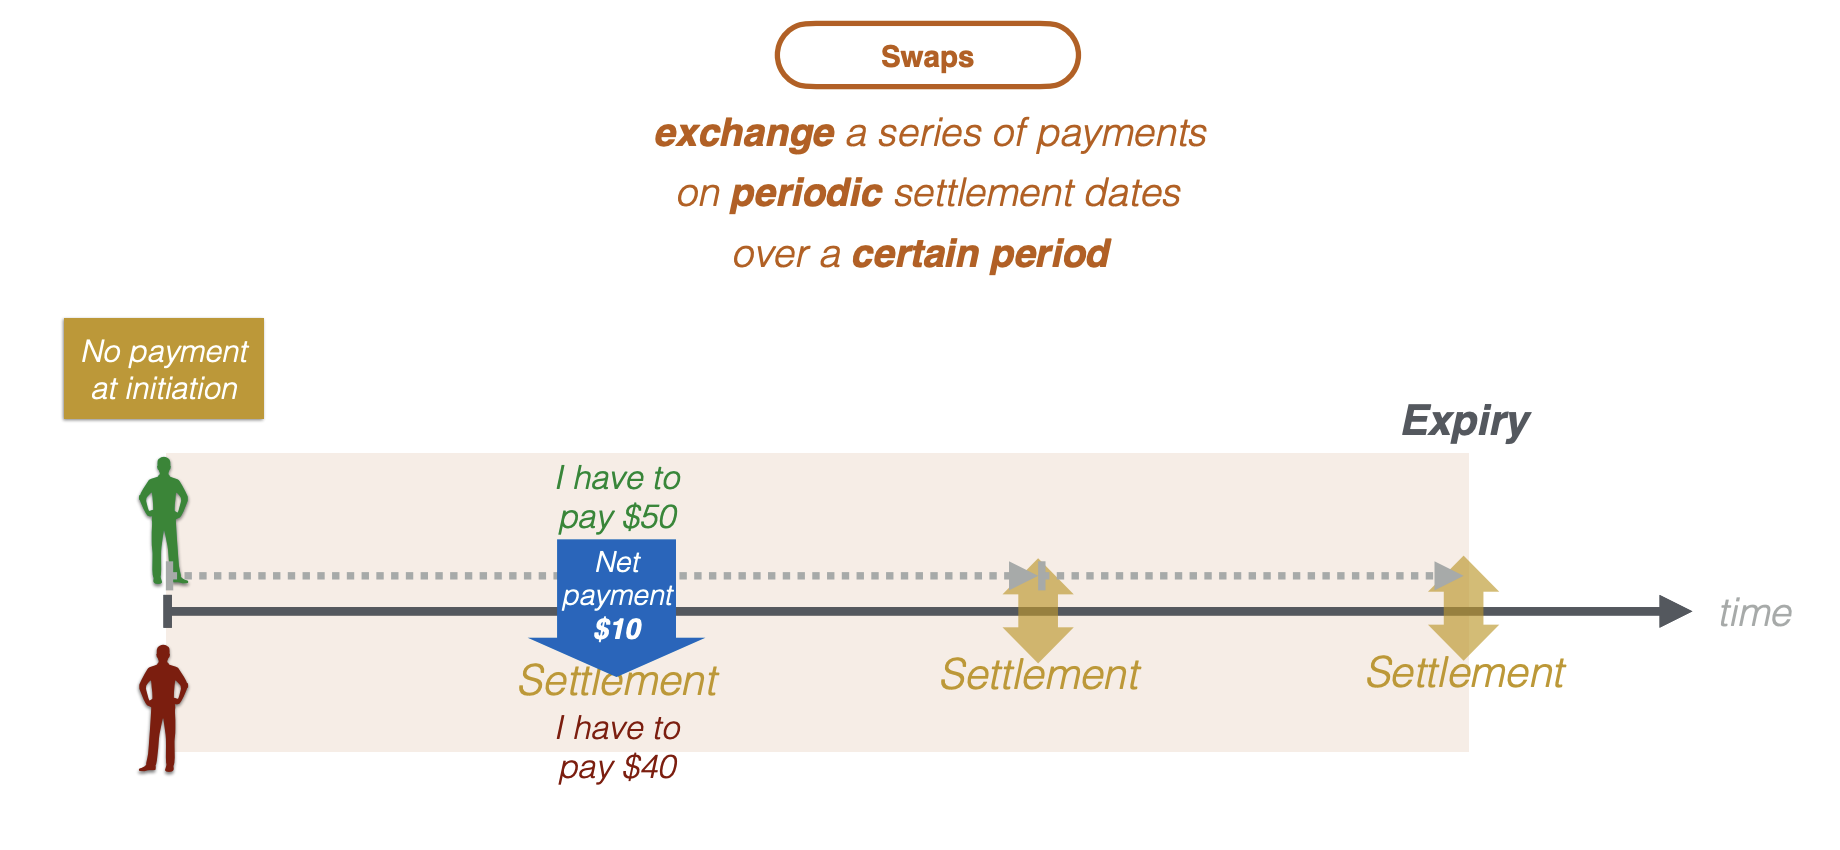 Swaps
exchange a series of payments
on periodic settlement dates
over a certain period
No payment
at initiation
Expiry
I have to
pay $50
Net
payment
$10
time
Settlement
Settlement
Settlement
I have to
pay $40